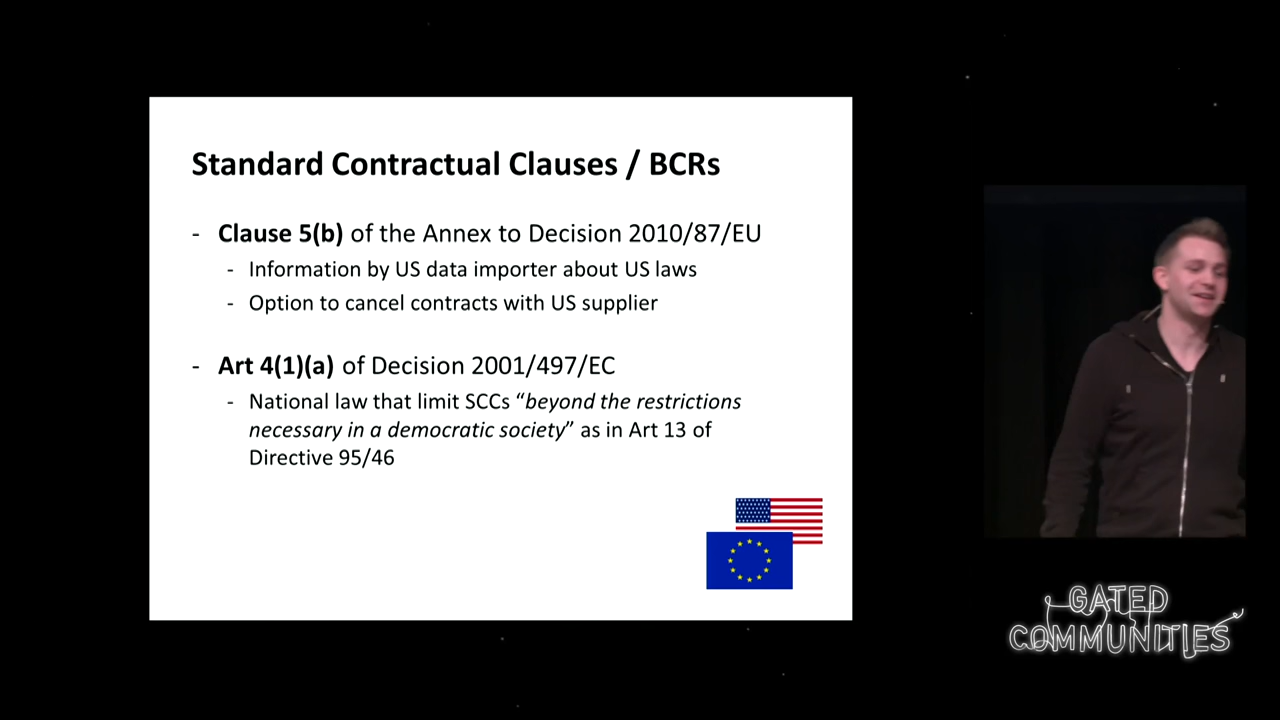 Standard Contractual Clauses / BCRs
- Clause 5(b) of the Annex to Decision 2010/87/EU
- Information by US data importer about US laws
- Option to cancel contracts with US supplier
- Art 4(1)(a) of Decision 2001/497/EC
- National law that limit SCCs “beyond the restrictions
necessary in a democratic society” as in Art 13 of
Directive 95/46
GATED
COMMUNITIES